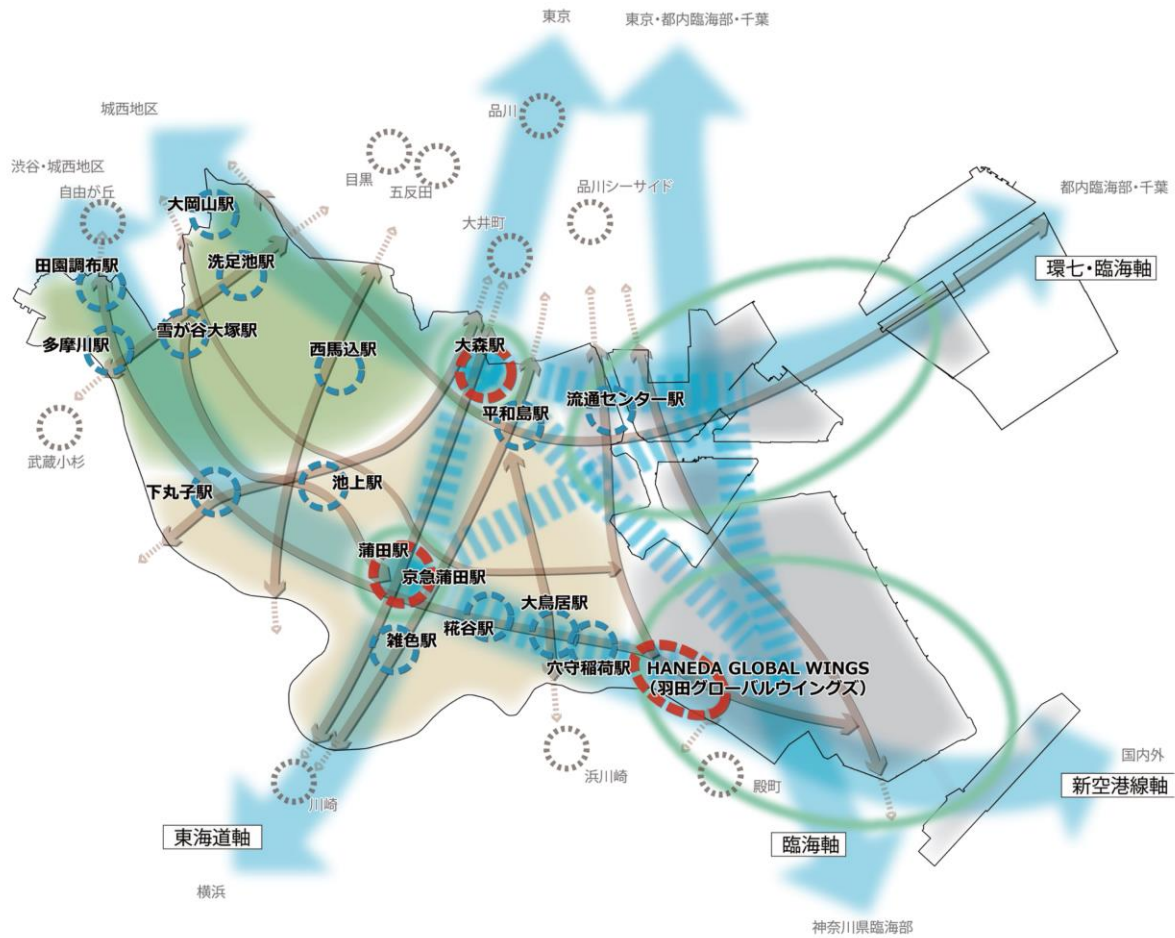 東京
東京・都内臨海部・千葉
城西地区
品川
渋谷・城西地区
自由が丘
目黒
五反田
品川シーサイド
都内臨海部・千葉
大岡山駅
大井町
田園調布駅
洗足池駅
環七・臨海軸
多摩川駅
雪が谷大塚駅
西馬込駅
大森駅
平和島駅
流通センター駅
武蔵小杉
下丸子駅
池上駅
蒲田駅
京急蒲田駅
大鳥居駅
雑色駅
糀谷駅
穴守稲荷駅
HANEDA GLOBAL WINGS
(羽田グローバルウイングズ)
国内外
浜川崎
殿町
新空港線軸
川崎
東海道軸
臨海軸
横浜
神奈川県臨海部